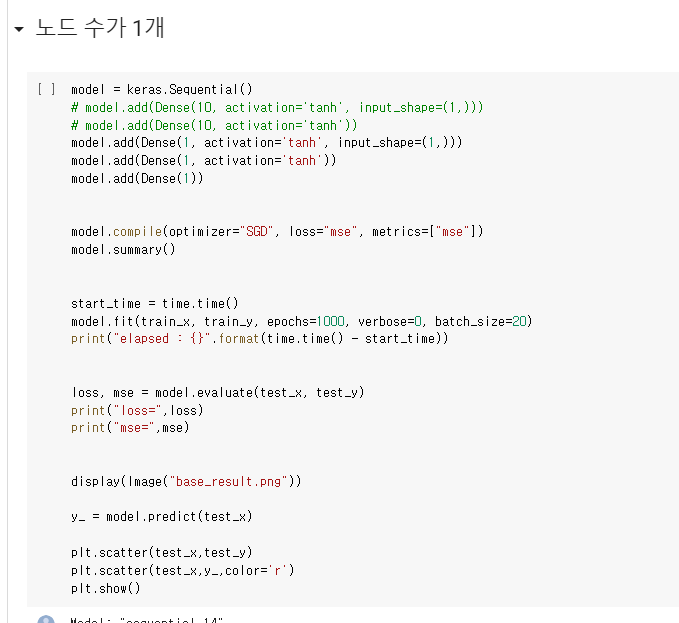 노드 수가 1개
[ ] model = keras.Sequential()
# model.add(Dense(10, activation='tanh', input_shape=(1,)))
# model.add(Dense(10, activation='tanh'))
model.add(Dense(1, activation='tanh', input_shape=(1,)))
model.add(Dense(1, activation='tanh'))
model.add(Dense(1))
model.compile(optimizer="SGD", loss="mse", metrics=["mse"])
model.summary()
start_time = time.time()
model.fit(train_x, train_y, epochs=1000, verbose=0, batch_size=20)
print("elapsed : {}".format(time.time() - start_time))
loss, mse = model.evaluate(test_x, test_y)
print("loss=",loss)
print("mse=",mse)
display(Image("base_result.png"))
y_ = model.predict(test_x)
plt.scatter(test_x,test_y)
plt.scatter(test_x,y_,color='r')
plt.show()
Model: "sequential_14"